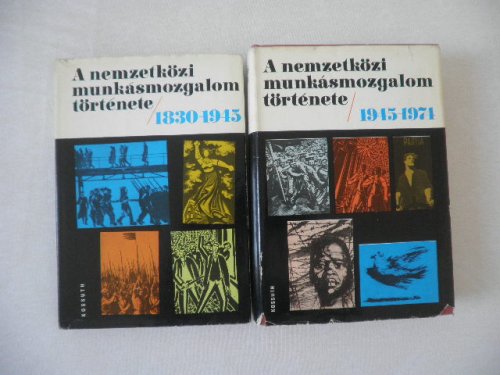 A nemzetközi
munkásmozgalom
története/1830-1945
KOSSUTH
A nemzetközi
munkásmozgalom
története/1945-1971
KOSSUTH